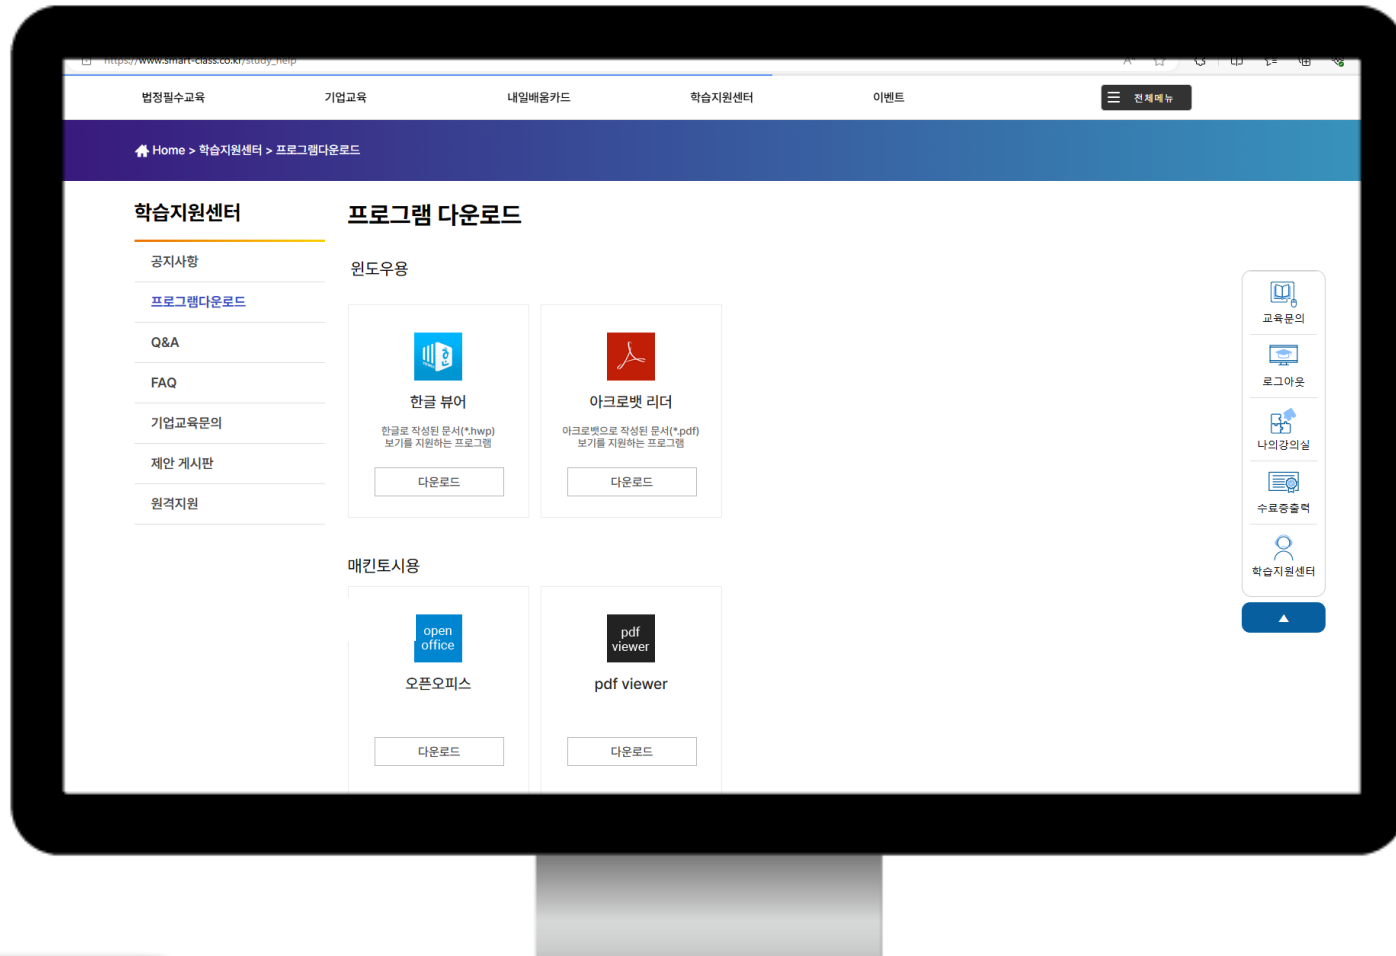 https://www.smart-class.co.kr/study_help
법정필수교육
기업교육
내일배움카드
학습지원센터
이벤트
전체메뉴
Home > 학습지원센터 > 프로그램다운로드
학습지원센터
공지사항
프로그램다운로드
Q&A
FAQ
기업교육문의
제안 게시판
원격지원
프로그램 다운로드
윈도우용
한글 뷰어
한글로 작성된 문서(*.hwp)
보기를 지원하는 프로그램
다운로드
아크로뱃 리더
아크로뱃으로 작성된 문서(*.pdf)
보기를 지원하는 프로그램
다운로드
매킨토시용
open
office
오픈오피스
다운로드
pdf
viewer
pdf viewer
다운로드
교육문의
로그아웃
나의강의실
수료증출력
학습지원센터